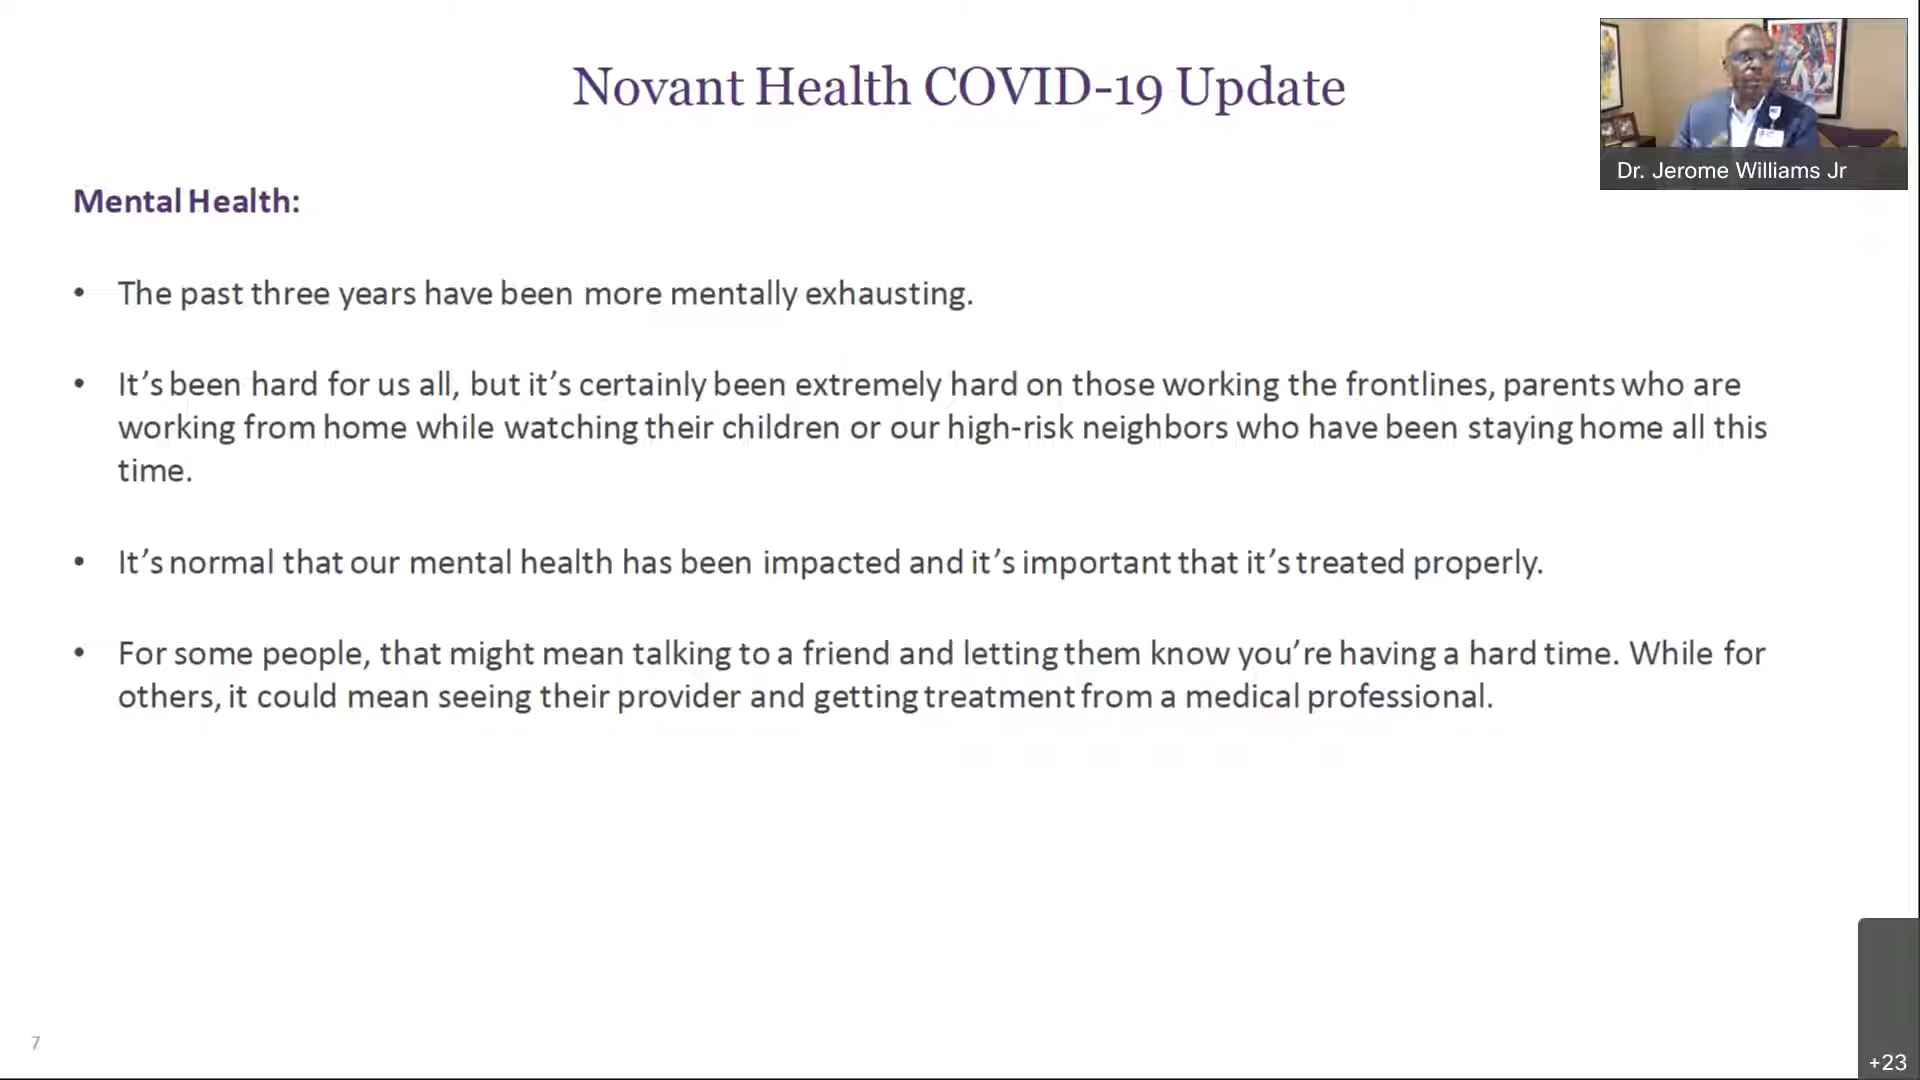 Novant Health COVID-19 Update
Dr. Jerome Williams Jr
Mental Health:
• The past three years have been more mentally exhausting.
• It’s been hard for us all, but it’s certainly been extremely hard on those working the frontlines, parents who are
working from home while watching their children or our high-risk neighbors who have been staying home all this
time.
• It’s normal that our mental health has been impacted and it’s important that it’s treated properly.
• For some people, that might mean talking to a friend and letting them know you’re having a hard time. While for
others, it could mean seeing their provider and getting treatment from a medical professional.
7
+23